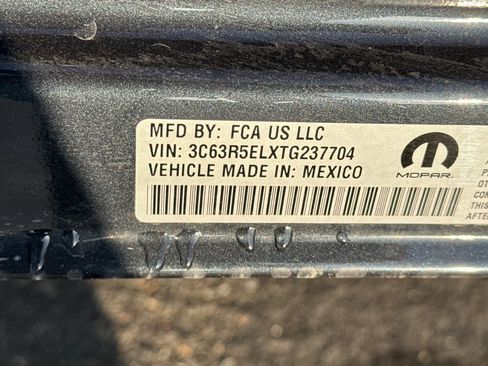 MFD BY: FCA US LLC
VIN: 3C63R5ELXTG237704
VEHICLE MADE IN: MEXICO
MOPAR